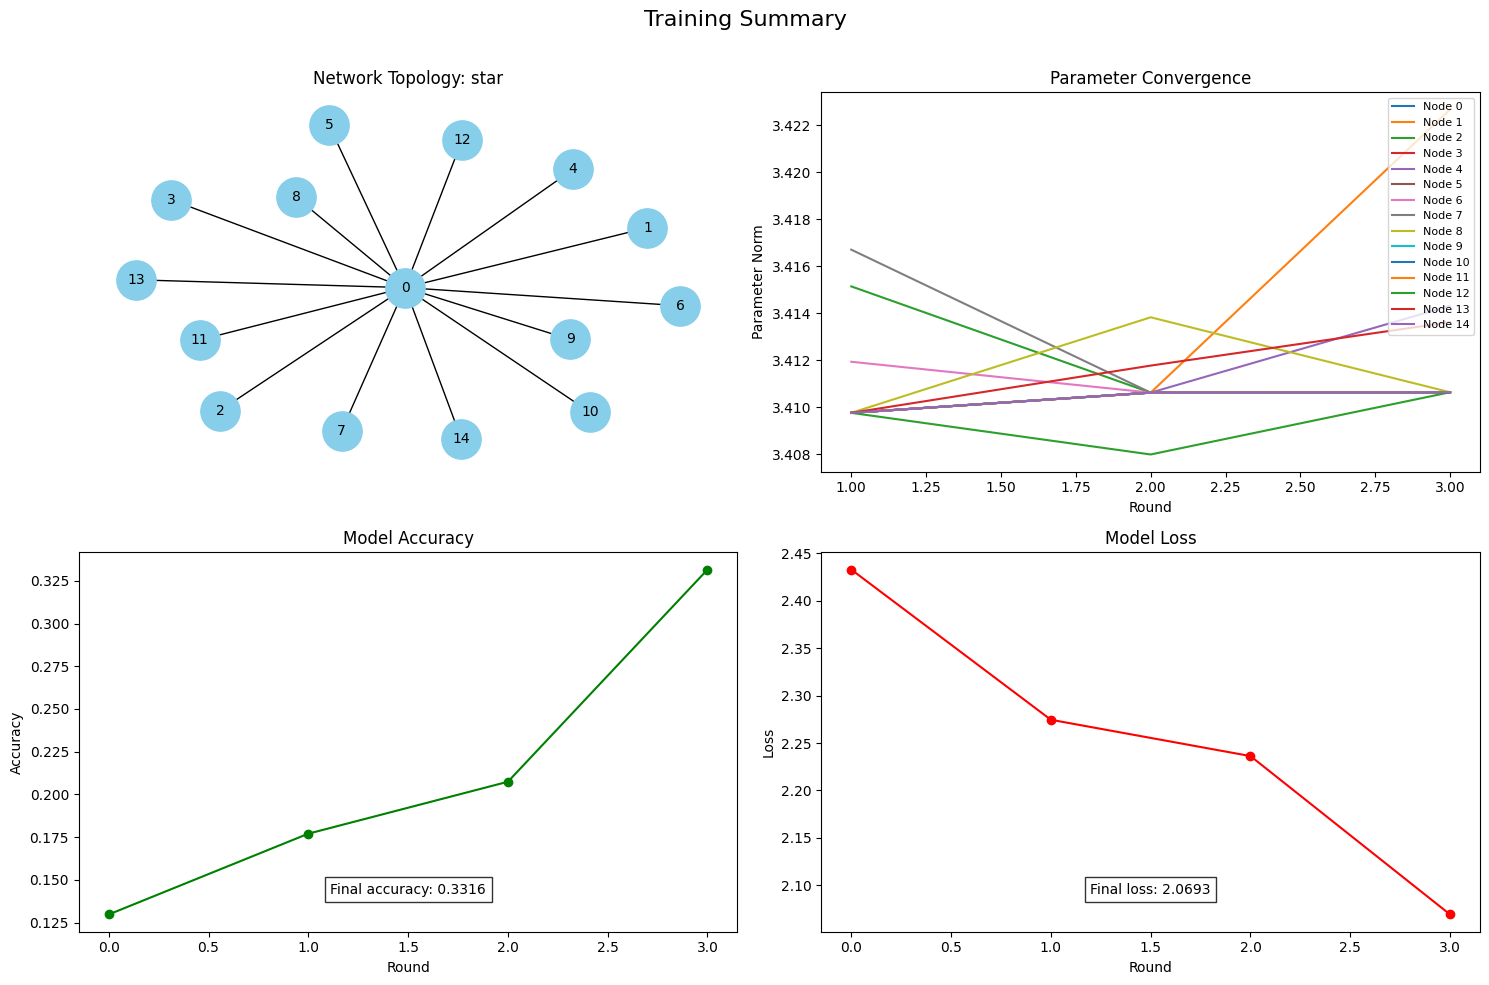 Training Summary
Network Topology: star
5
12
4
3
8
1
13
0
6
11
9
2
7
14
10
Parameter Convergence
Parameter Norm
3.422
3.420
3.418
3.416
3.414
3.412
3.410
3.408
1.00 1.25 1.50 1.75 2.00 2.25 2.50 2.75 3.00
Round
Node 0
Node 1
Node 2
Node 3
Node 4
Node 5
Node 6
Node 7
Node 8
Node 9
Node 10
Node 11
Node 12
Node 13
Node 14
Model Accuracy
Accuracy
0.325
0.300
0.275
0.250
0.225
0.200
0.175
0.150
0.125
Final accuracy: 0.3316
0.0 0.5 1.0 1.5 2.0 2.5 3.0
Round
Model Loss
Loss
2.45
2.40
2.35
2.30
2.25
2.20
2.15
2.10
Final loss: 2.0693
0.0 0.5 1.0 1.5 2.0 2.5 3.0
Round